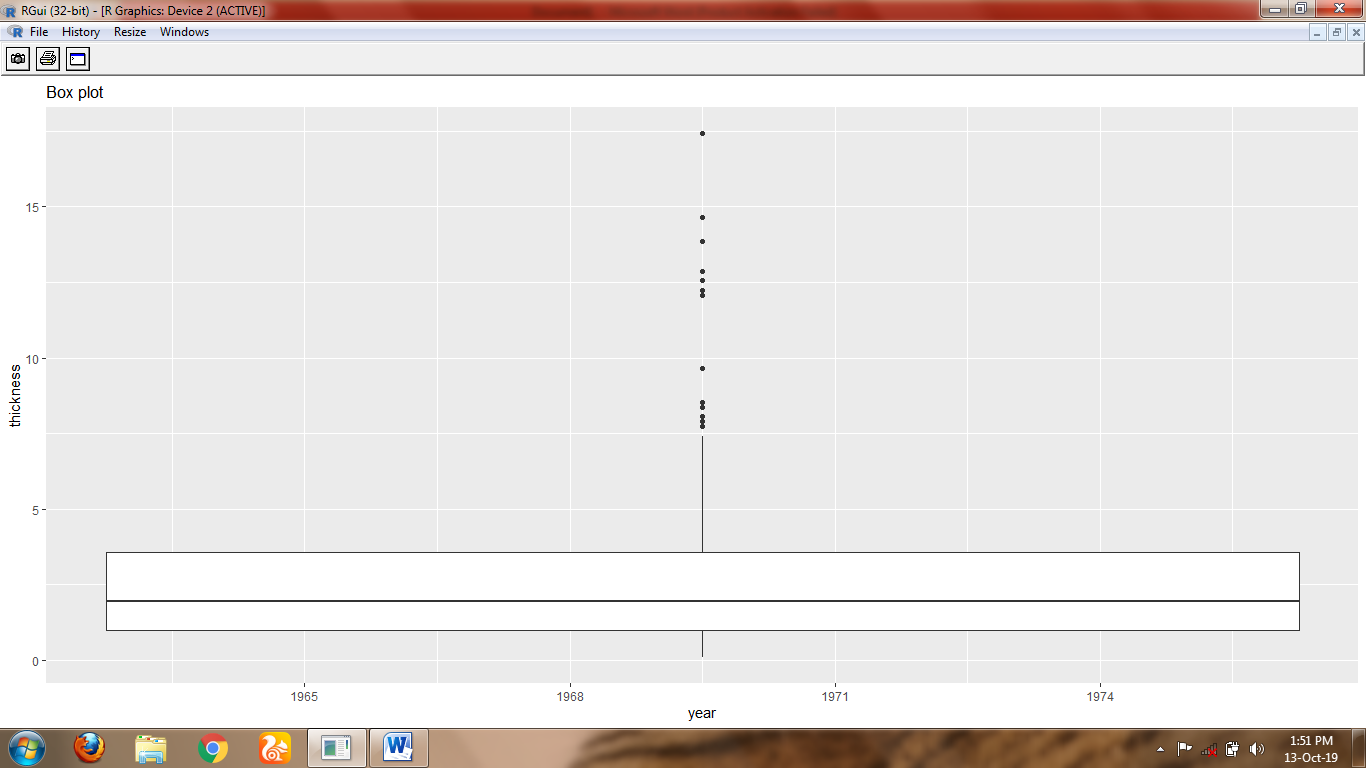 RGui (32-bit) - [R Graphics: Device 2 (ACTIVE)]
File History Resize Windows
Box plot
15
10
5
0
thickness
1965 1968 1971 1974
year
1:51 PM
13-Oct-19